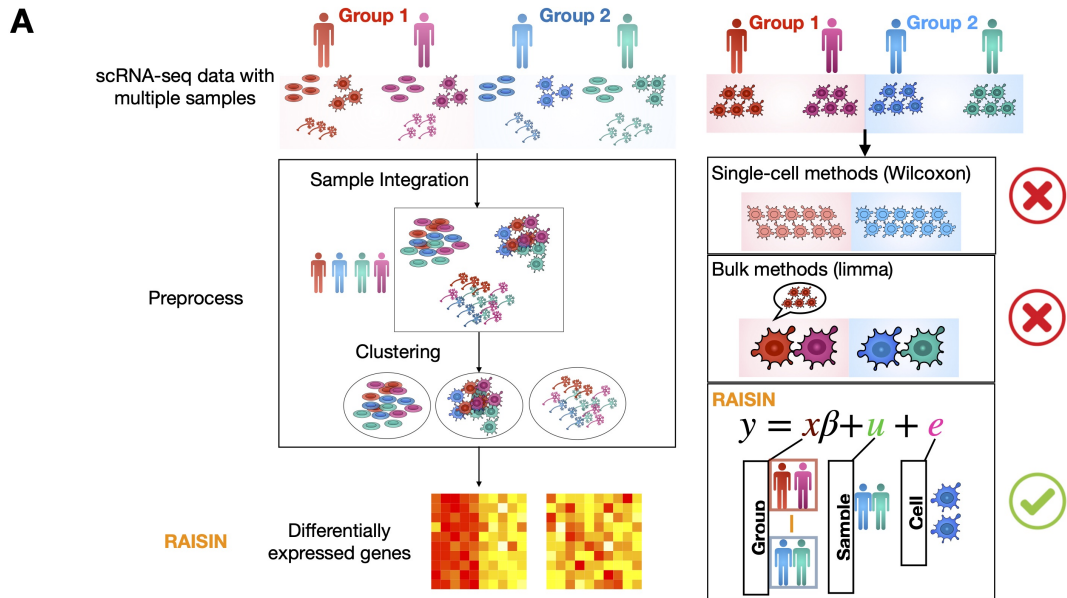 A
Group 1
Group 2
Group 1
Group 2
scRNA-seq data with
multiple samples
Preprocess
Sample Integration
Clustering
RAISIN
Differentially
expressed genes
Single-cell methods (Wilcoxon)
Bulk methods (limma)
RAISIN
y = xβ+u + e
Group
Sample
Cell